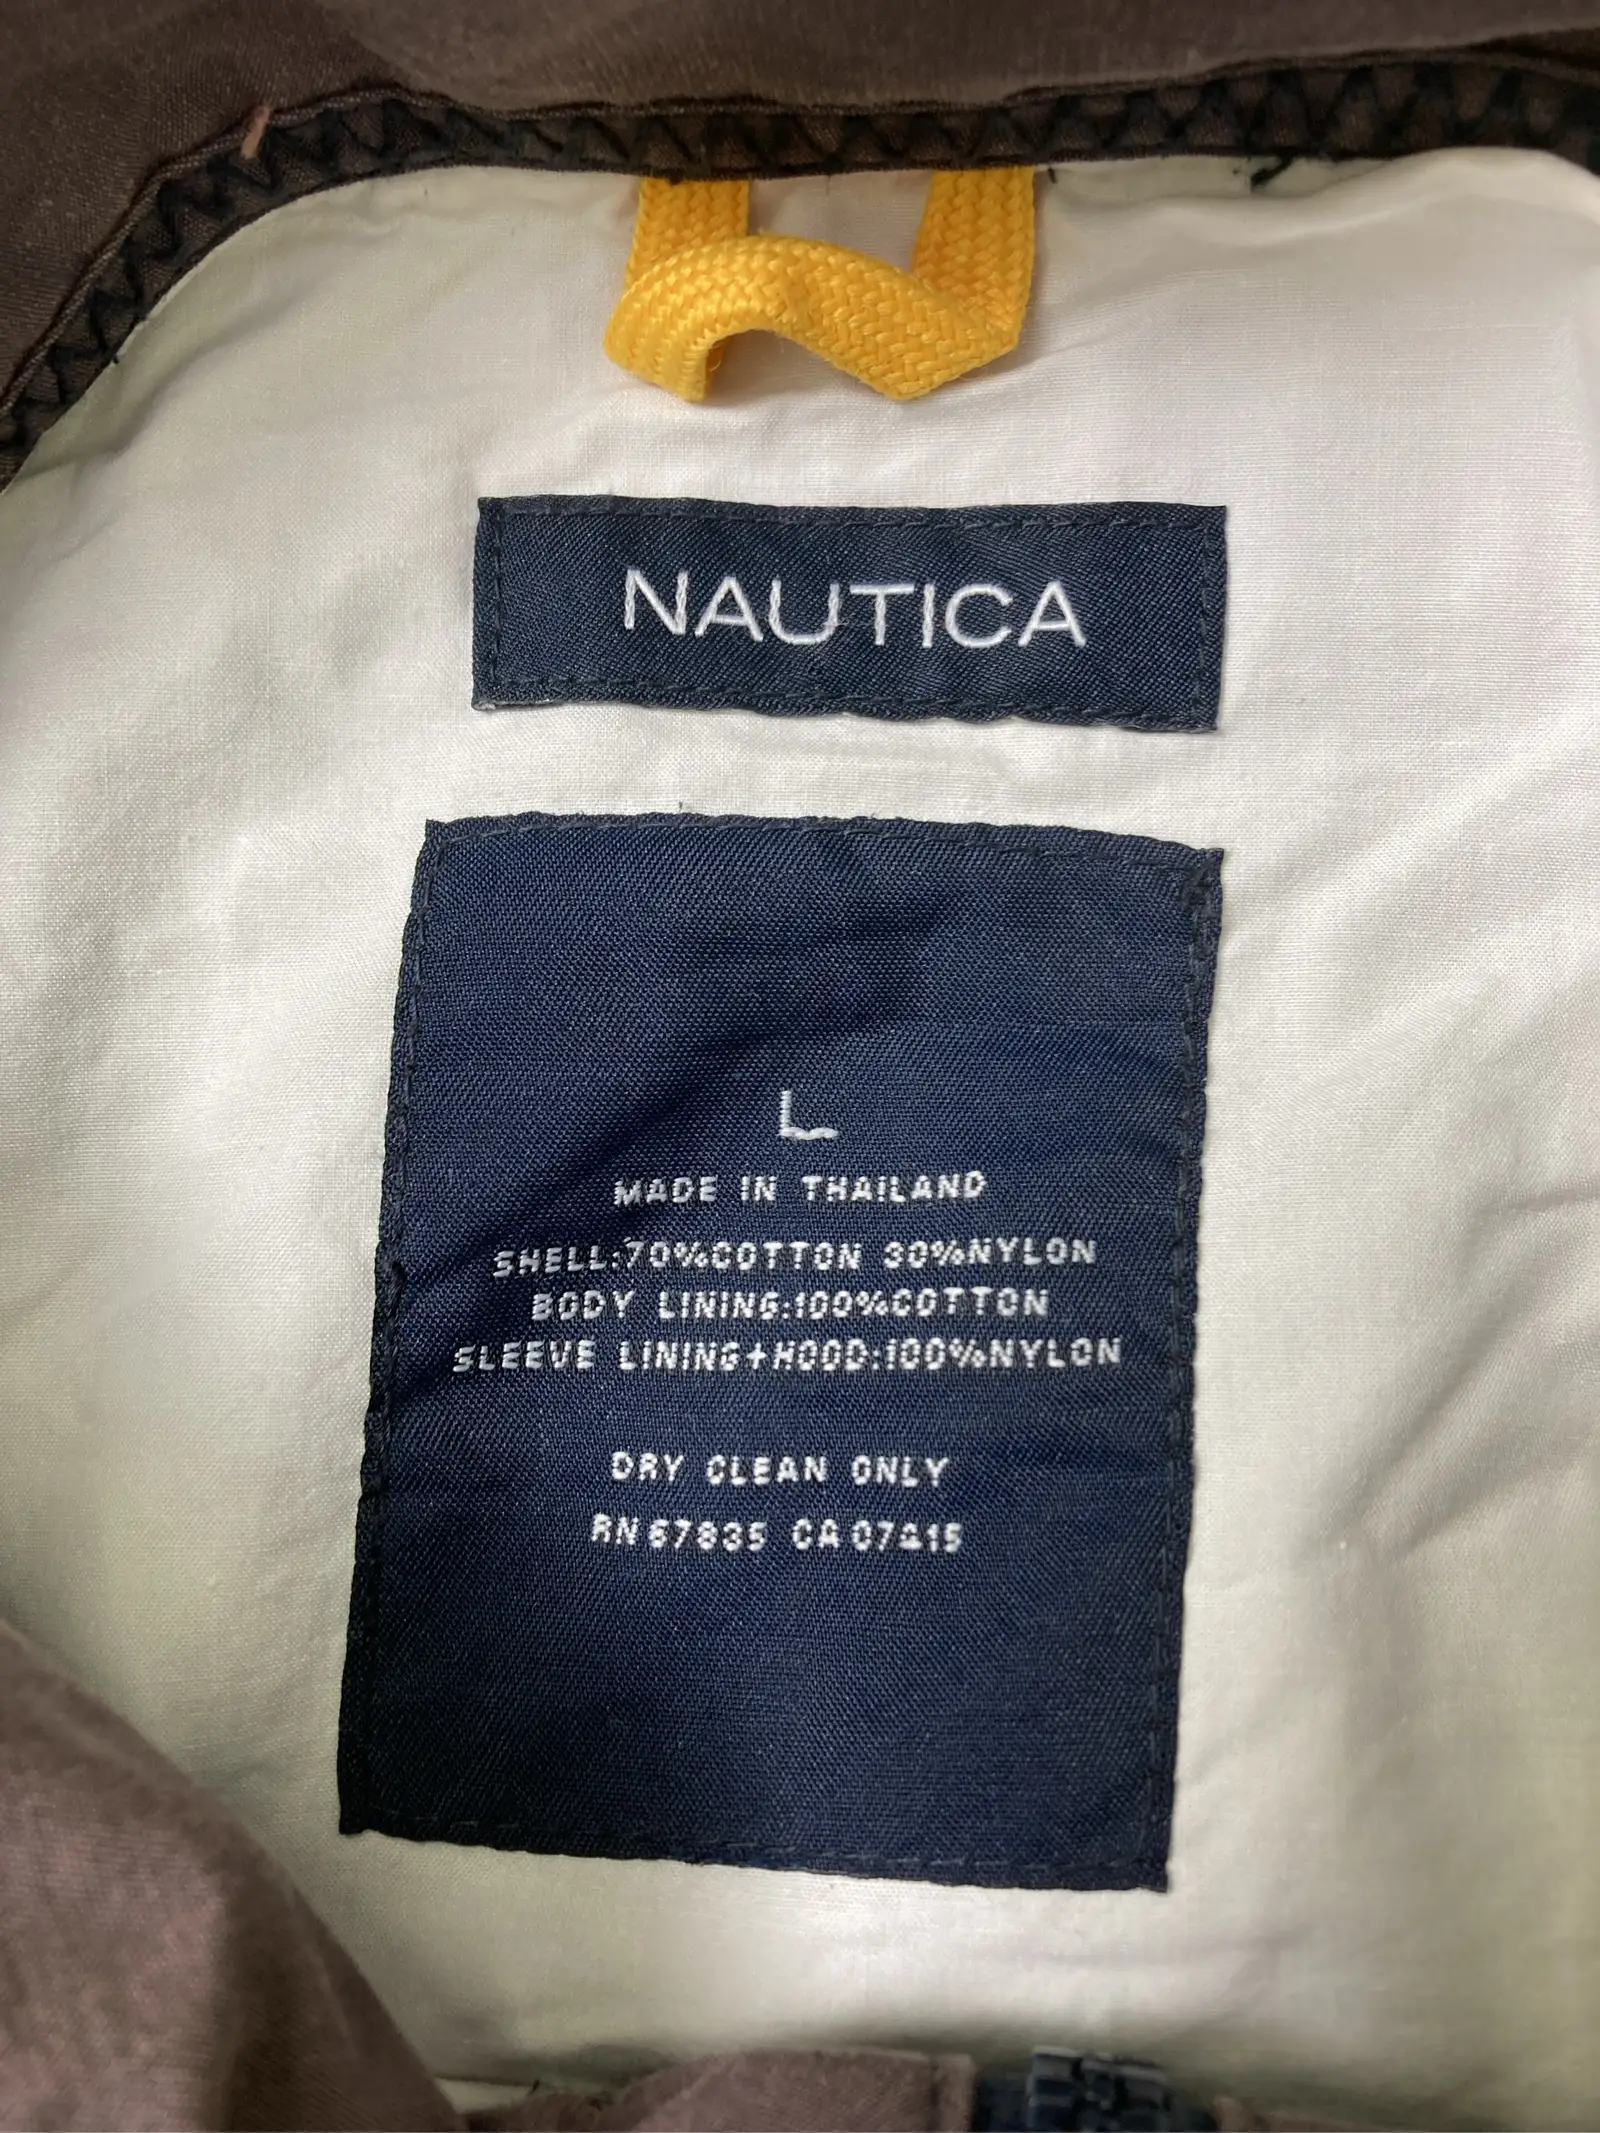 NAUTICA
L
MADE IN THAILAND
SHELL:70%COTTON 30%NYLON
BODY LINING:100%COTTON
SLEEVE LINING+HOOD:100%NYLON
DRY CLEAN ONLY
RN 67835 CA 07415